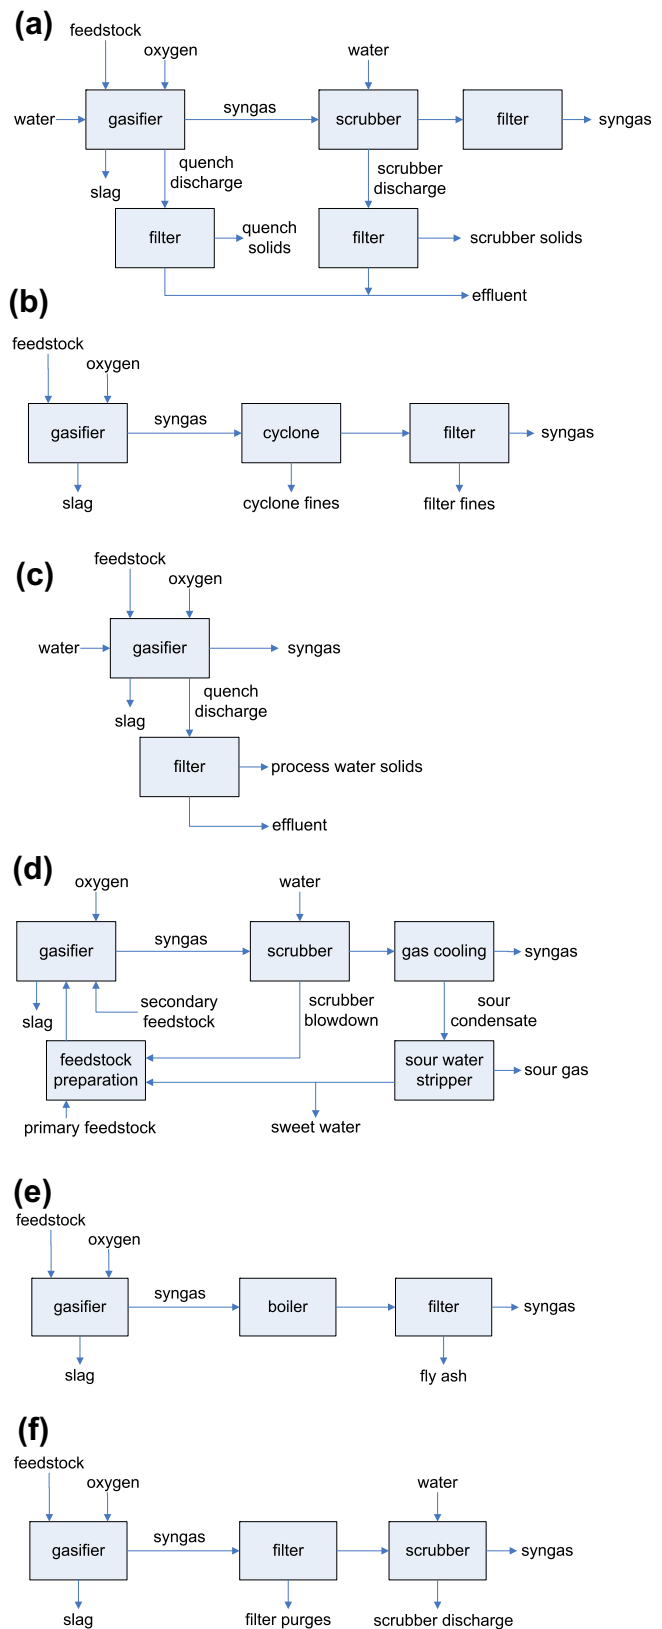 (a)
feedstock
oxygen
water
water
gasifier
syngas
scrubber
filter
syngas
slag
quench
discharge
scrubber
discharge
filter
quench
solids
filter
scrubber solids
effluent
(b)
feedstock
oxygen
gasifier
syngas
cyclone
filter
syngas
slag
cyclone fines
filter fines
(c)
feedstock
oxygen
water
gasifier
syngas
slag
quench
discharge
filter
process water solids
effluent
(d)
oxygen
water
gasifier
syngas
scrubber
gas cooling
syngas
slag
secondary
feedstock
scrubber
blowdown
sour
condensate
feedstock
preparation
sour water
stripper
sour gas
primary feedstock
sweet water
(e)
feedstock
oxygen
gasifier
syngas
boiler
filter
syngas
slag
fly ash
(f)
feedstock
oxygen
water
gasifier
syngas
filter
scrubber
syngas
slag
filter purges
scrubber discharge